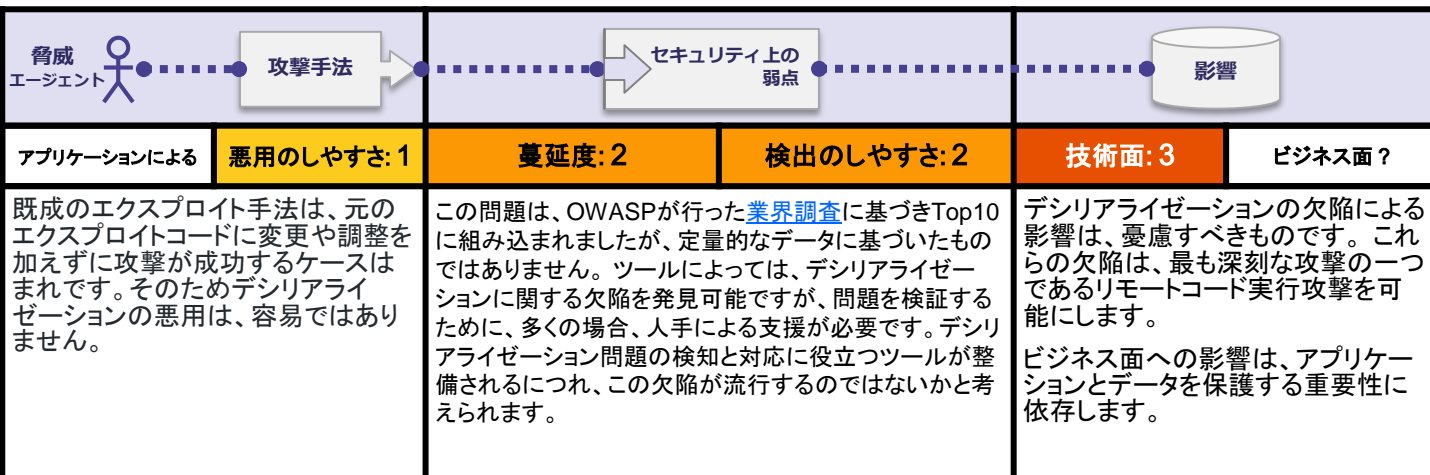 脅威
エージェント
攻撃手法
セキュリティ上の
弱点
影響
アプリケーションによる
悪用のしやすさ: 1
蔓延度: 2
検出のしやすさ: 2
技術面: 3
ビジネス面 ?
既成のエクスプロイト手法は、元の
エクスプロイトコードに変更や調整を
加えずに攻撃が成功するケースは
まれです。そのためデシリアライ
ゼーションの悪用は、容易ではあり
ません。
この問題は、OWASPが行った業界調査に基づきTop10
に組み込まれましたが、定量的なデータに基づいたもの
ではありません。ツールによっては、デシリアライゼー
ションに関する欠陥を発見可能ですが、問題を検証する
ために、多くの場合、人手による支援が必要です。デシリ
アライゼーション問題の検知と対応に役立つツールが整
備されるにつれ、この欠陥が流行するのではないかと考
えられます。
デシリアライゼーションの欠陥による
影響は、憂慮すべきものです。これ
らの欠陥は、最も深刻な攻撃の一つ
であるリモートコード実行攻撃を可
能にします。
ビジネス面への影響は、アプリケー
ションとデータを保護する重要性に
依存します。